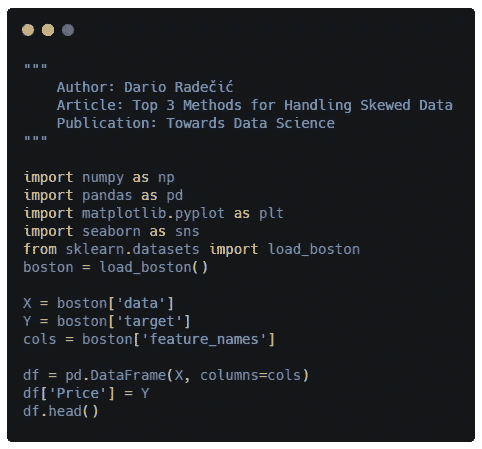 """
    Author: Dario Radečić
    Article: Top 3 Methods for Handling Skewed Data
    Publication: Towards Data Science
"""
import numpy as np
import pandas as pd
import matplotlib.pyplot as plt
import seaborn as sns
from sklearn.datasets import load_boston
boston = load_boston()
X = boston['data']
Y = boston['target']
cols = boston['feature_names']
df = pd.DataFrame(X, columns=cols)
df['Price'] = Y
df.head()